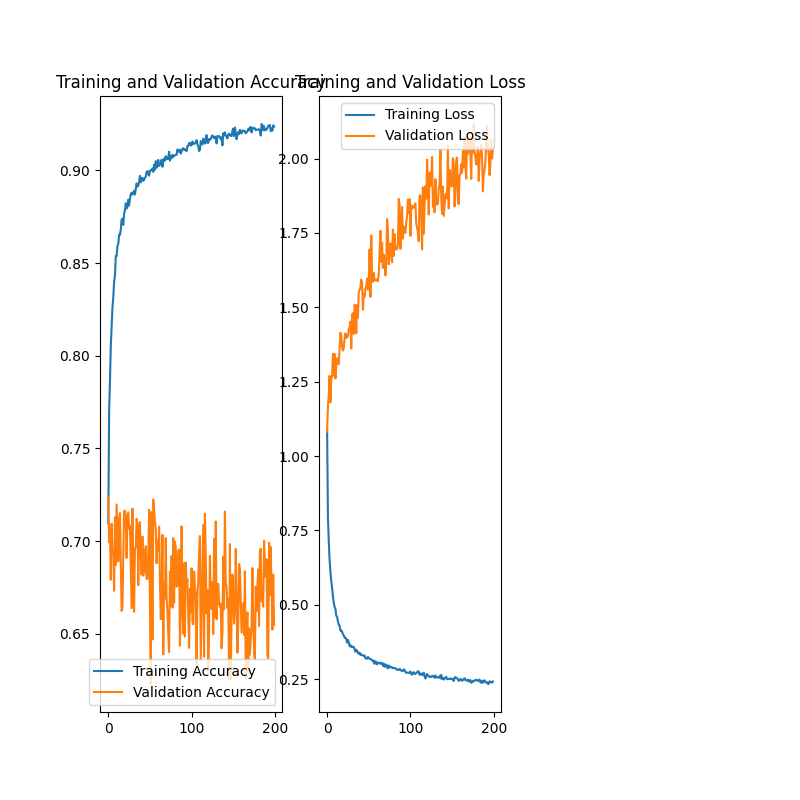 Training and Validation Accuracy
0.90
0.85
0.80
0.75
0.70
0.65
Training Accuracy
Validation Accuracy
0 100 200
Training and Validation Loss
Training Loss
Validation Loss
2.00
1.75
1.50
1.25
1.00
0.75
0.50
0.25
0 100 200